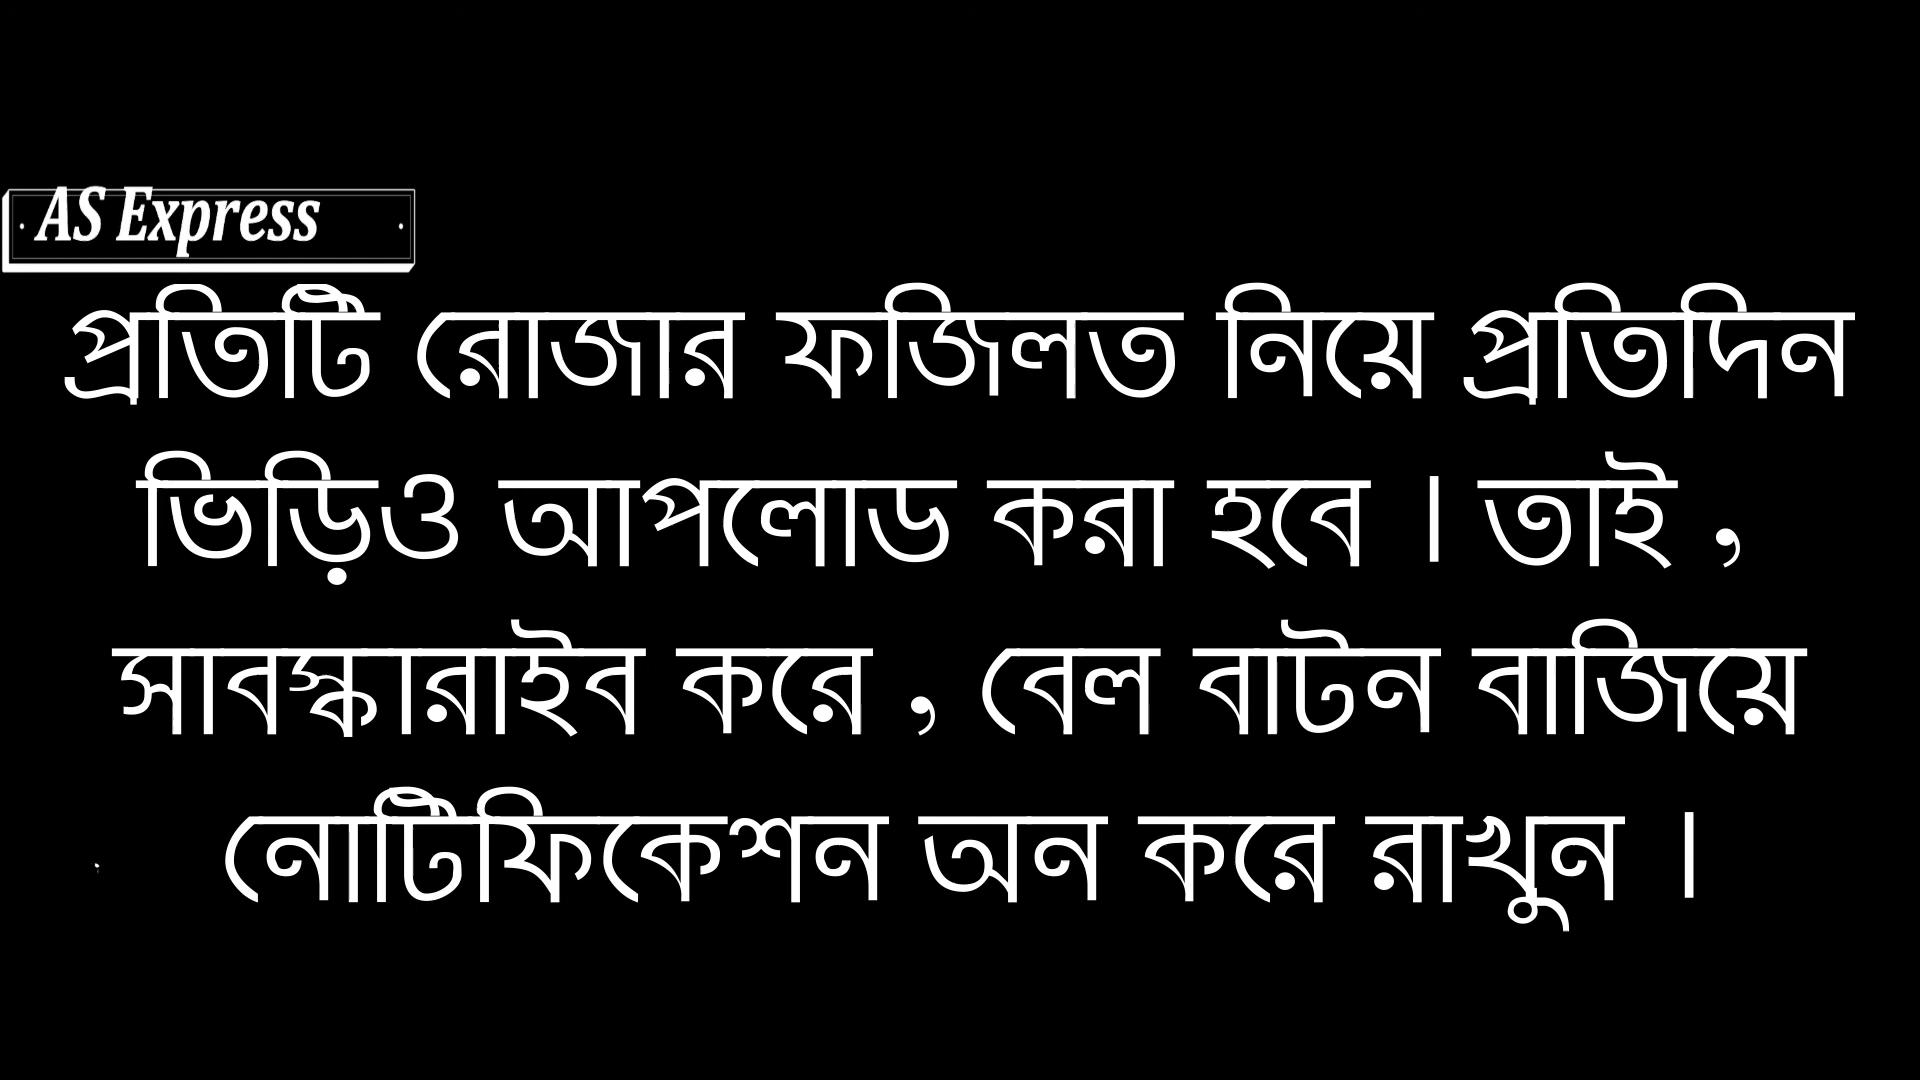 AS Express
প্রতিটি রোজার ফজিলত নিয়ে প্রতিদিন
ভিড়িও আপলোড করা হবে । তাই ,
সাবস্কারাইব করে , বেল বাটন বাজিয়ে
নোটিফিকেশন অন করে রাখুন ।